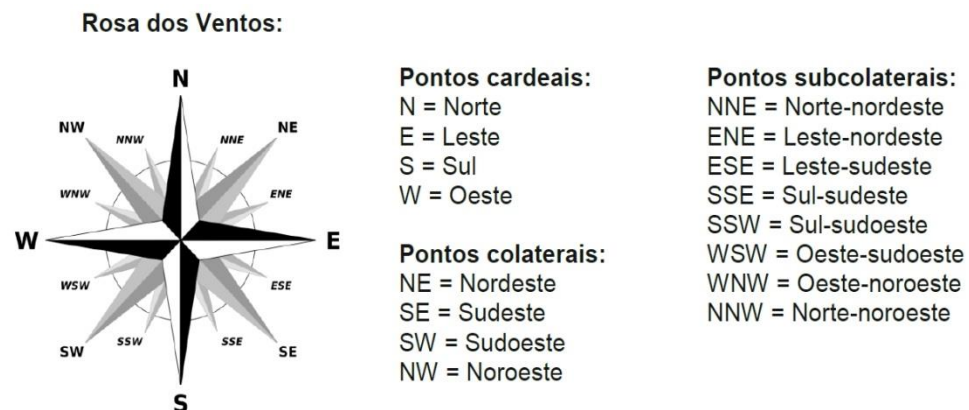 Rosa dos Ventos:
N
NW
NNW
NNE
NE
WNW
ENE
W
E
WSW
ESE
SW
SSW
SSE
SE
S
Pontos cardeais:
N = Norte
E = Leste
S = Sul
W = Oeste
Pontos colaterais:
NE = Nordeste
SE = Sudeste
SW = Sudoeste
NW = Noroeste
Pontos subcolaterais:
NNE = Norte-nordeste
ENE = Leste-nordeste
ESE = Leste-sudeste
SSE = Sul-sudeste
SSW = Sul-sudoeste
WSW = Oeste-sudoeste
WNW = Oeste-noroeste
NNW = Norte-noroeste